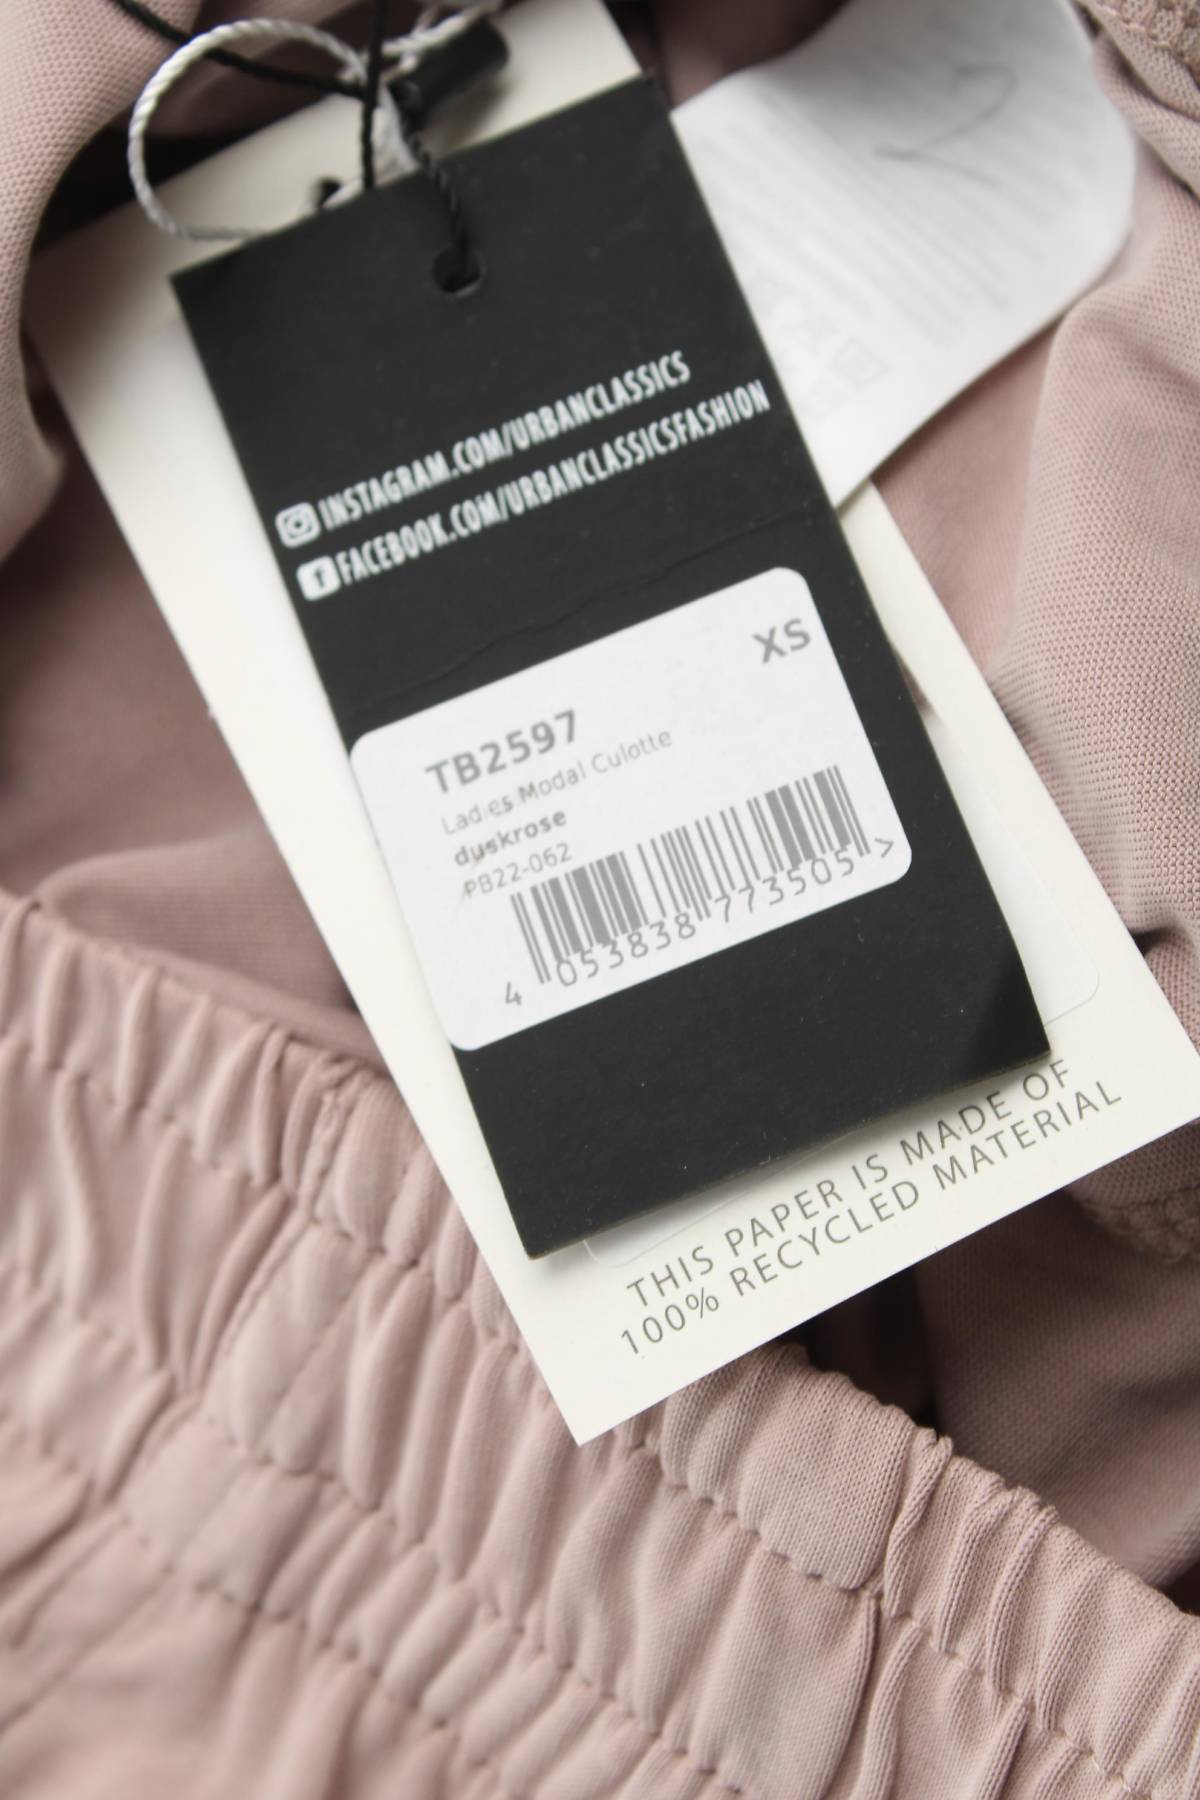 INSTAGRAM.COM/URBANCLASSICS
FACEBOOK.COM/URBANCLASSICSFASHION
XS
TB2597
Ladies Modal Culotte
duskrose
PB22-062
4 053838 773505 >
THIS PAPER IS MADE OF
100% RECYCLED MATERIAL